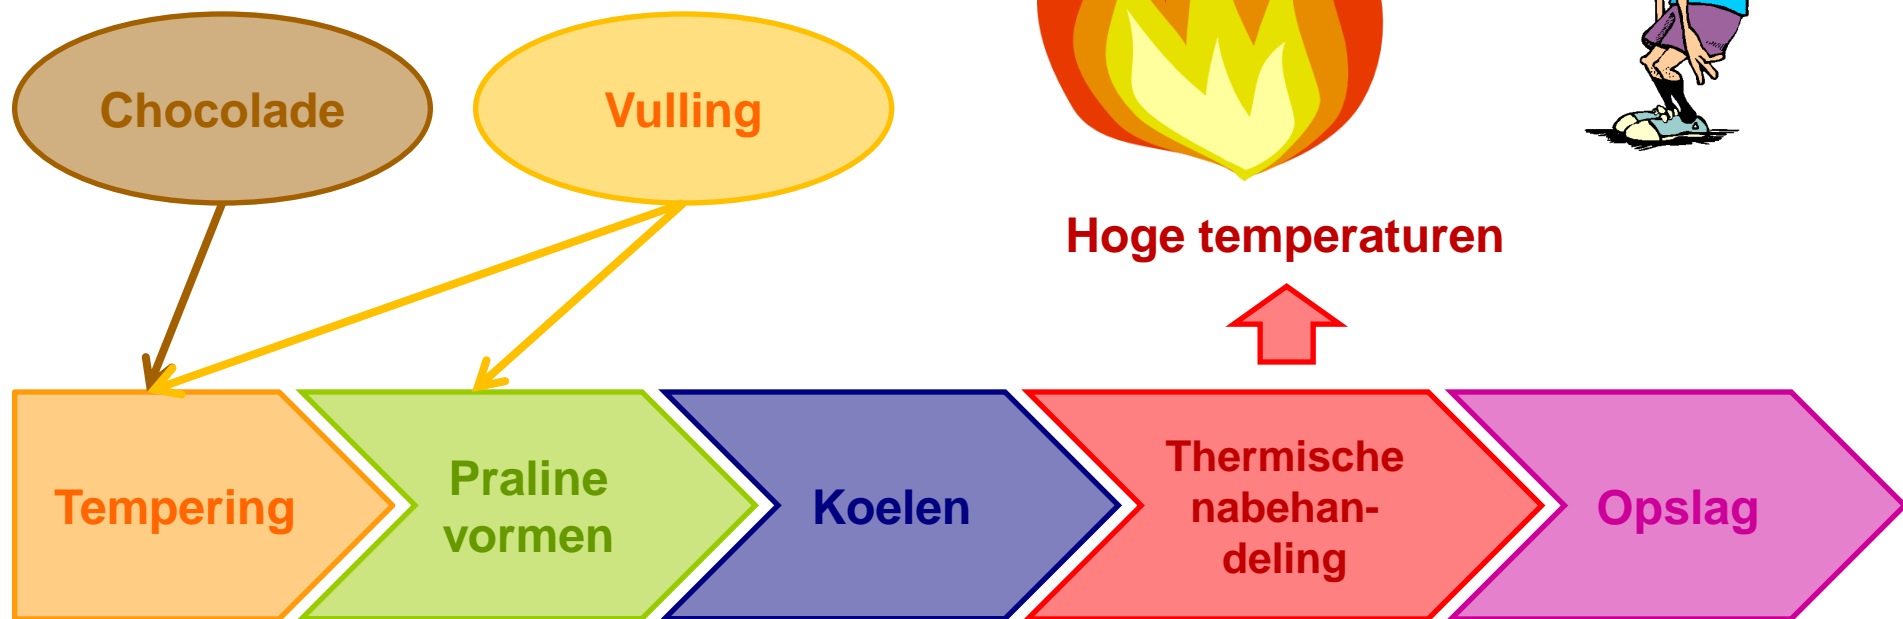 Chocolade
Vulling
Hoge temperaturen
Tempering
Praline
vormen
Koelen
Thermische
nabehan-
deling
Opslag